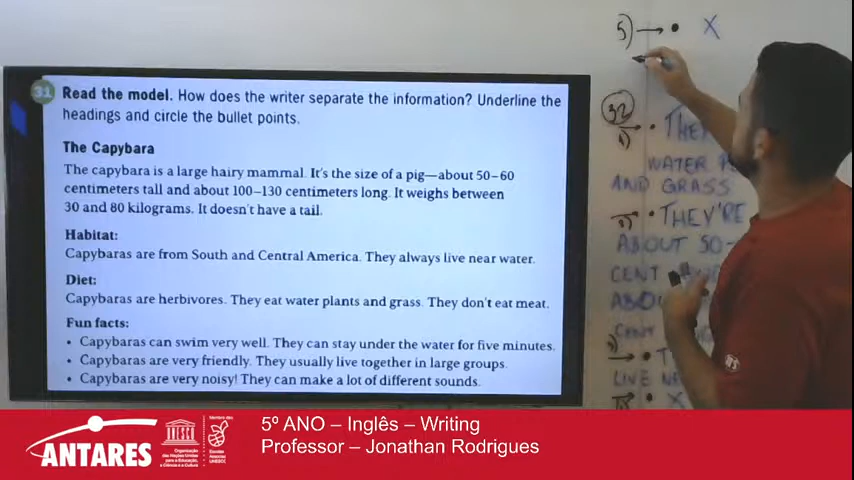 31 Read the model. How does the writer separate the information? Underline the
headings and circle the bullet points.
The Capybara
The capybara is a large hairy mammal. It's the size of a pig—about 50–60
centimeters tall and about 100–130 centimeters long. It weighs between
30 and 80 kilograms. It doesn't have a tail.
Habitat:
Capybaras are from South and Central America. They always live near water.
Diet:
Capybaras are herbivores. They eat water plants and grass. They don't eat meat.
Fun facts:
• Capybaras can swim very well. They can stay under the water for five minutes.
• Capybaras are very friendly. They usually live together in large groups.
• Capybaras are very noisy! They can make a lot of different sounds.
5) → • X
32
WATER
AND GRASS
• THEY'RE
ABOUT 50-
CENT
CENT
LIVE
• X
ANTARES
UNESCO
5º ANO – Inglês – Writing
Professor – Jonathan Rodrigues